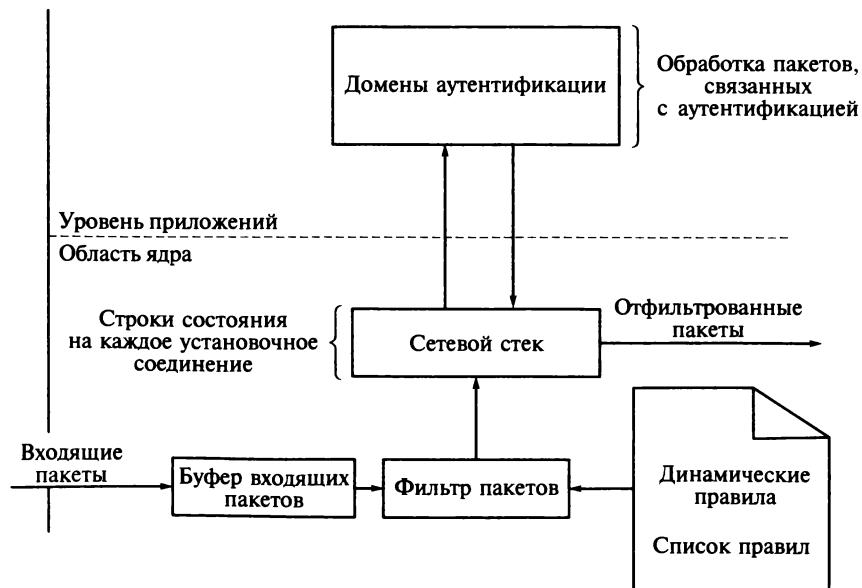 Домены аутентификации
Обработка пакетов,
связанных
с аутентификацией
Уровень приложений
Область ядра
Строки состояния
на каждое установочное
соединение
Сетевой стек
Отфильтрованные
пакеты
Входящие
пакеты
Буфер входящих
пакетов
Фильтр пакетов
Динамические
правила
Список правил